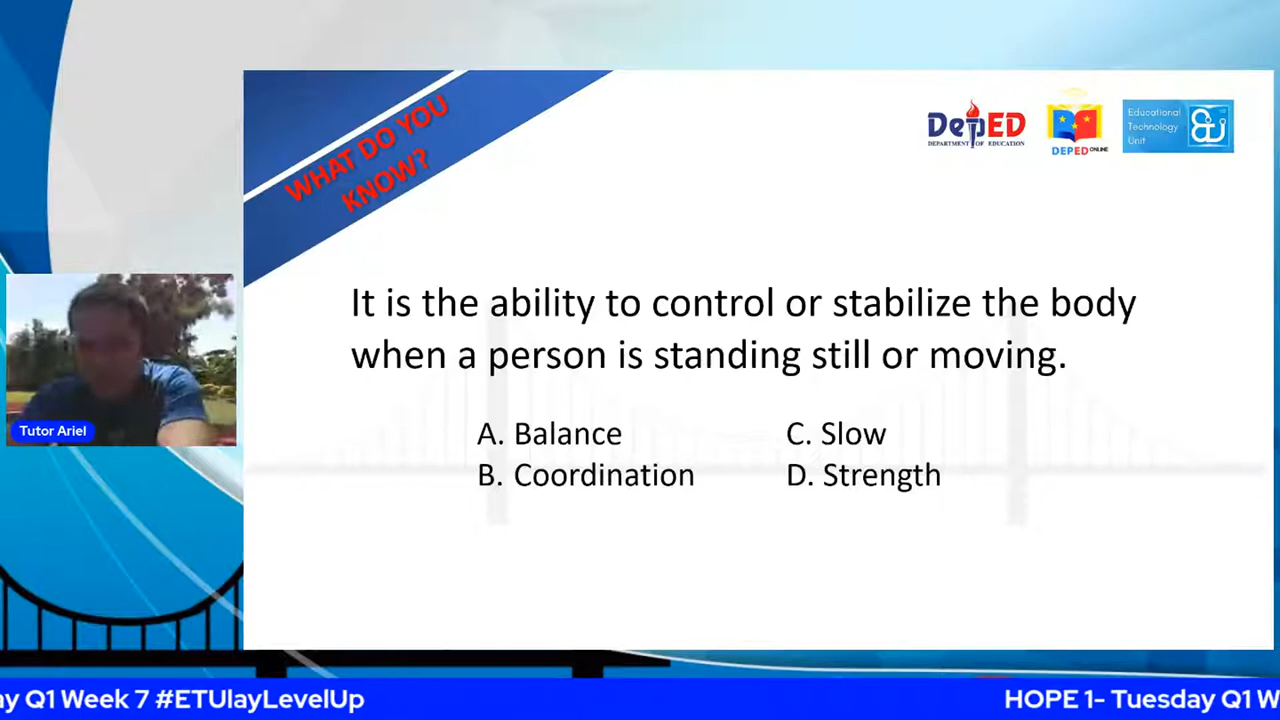 WHAT DO YOU
KNOW?
DepED
DEPARTMENT OF EDUCATION
DEPED ONLINE
Educational
Technology
Unit
It is the ability to control or stabilize the body
when a person is standing still or moving.
A. Balance
B. Coordination
C. Slow
D. Strength
Tutor Ariel
ay Q1 Week 7 #ETUlayLevelUp
HOPE 1- Tuesday Q1 W